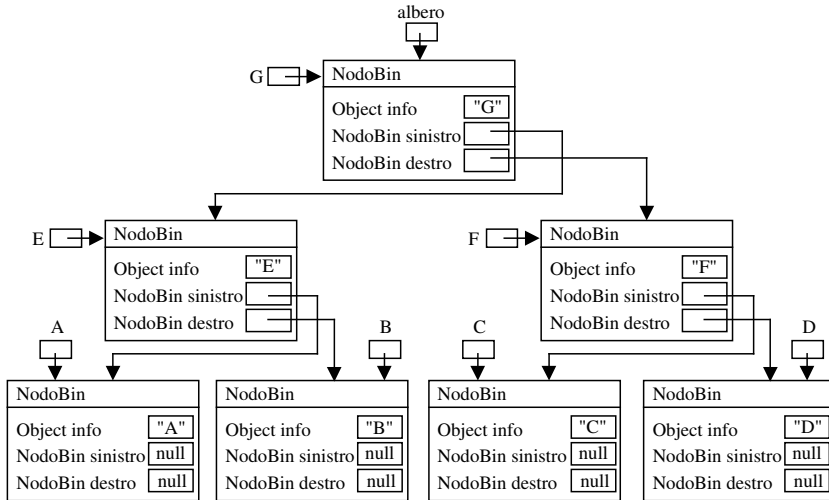 albero
G
NodoBin
Object info "G"
NodoBin sinistro
NodoBin destro
E
NodoBin
Object info "E"
NodoBin sinistro
NodoBin destro
F
NodoBin
Object info "F"
NodoBin sinistro
NodoBin destro
A
NodoBin
Object info "A"
NodoBin sinistro null
NodoBin destro null
B
NodoBin
Object info "B"
NodoBin sinistro null
NodoBin destro null
C
NodoBin
Object info "C"
NodoBin sinistro null
NodoBin destro null
D
NodoBin
Object info "D"
NodoBin sinistro null
NodoBin destro null